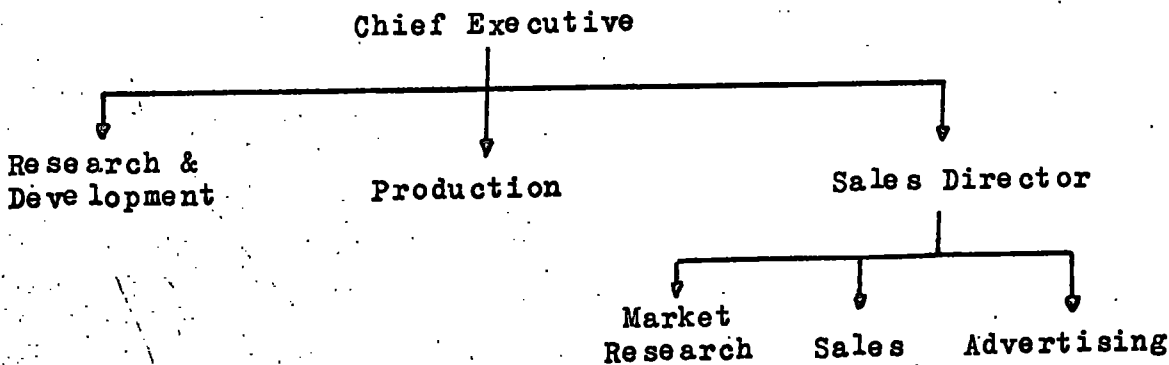 Chief Executive
Research &
Development
Production
Sales Director
Market
Research
Sales
Advertising